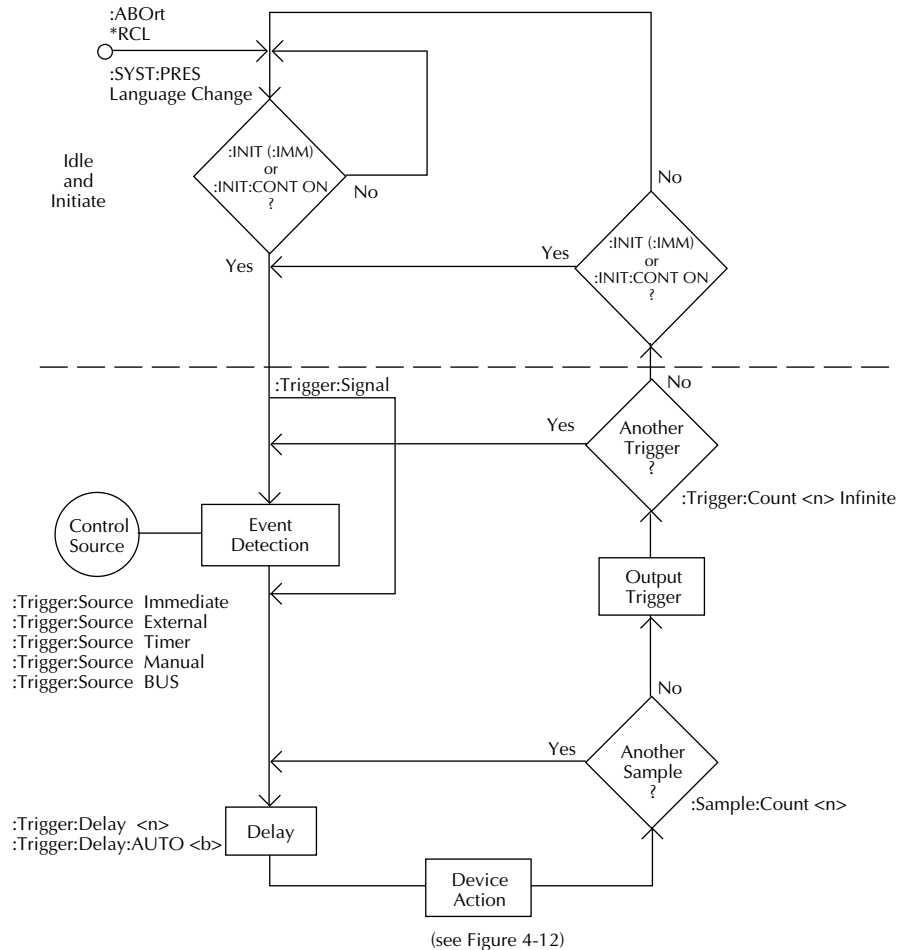 :ABOrt
*RCL
:SYST:PRES
Language Change
Idle
and
Initiate
:INIT (:IMM)
or
:INIT:CONT ON
?
No
Yes
No
:INIT (:IMM)
or
:INIT:CONT ON
?
Yes
:Trigger:Signal
No
Another
Trigger
?
Yes
:Trigger:Count <n> Infinite
Control
Source
Event
Detection
Output
Trigger
:Trigger:Source Immediate
:Trigger:Source External
:Trigger:Source Timer
:Trigger:Source Manual
:Trigger:Source BUS
No
Another
Sample
?
Yes
:Sample:Count <n>
:Trigger:Delay <n>
:Trigger:Delay:AUTO <b>
Delay
Device
Action
(see Figure 4-12)